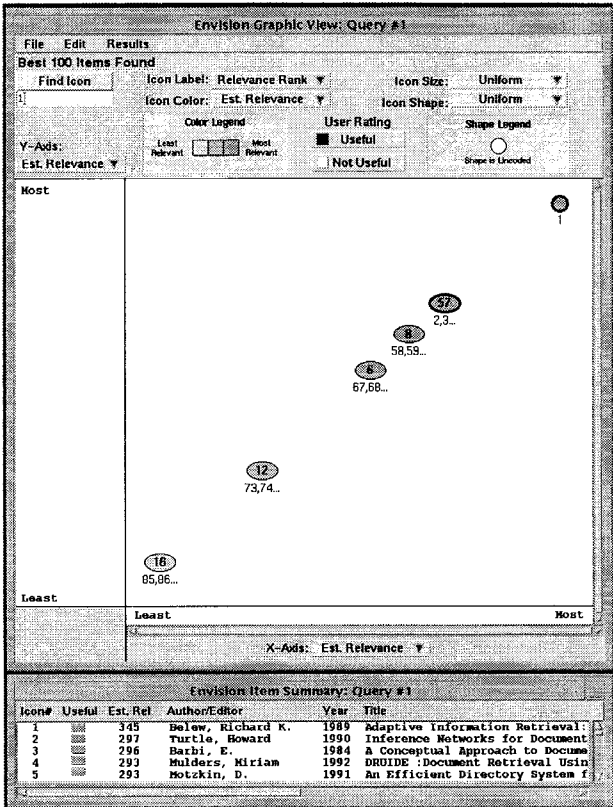 Envision Graphic View: Query #1
File Edit Results
Best 100 Items Found
Find Icon
1
Icon Label: Relevance Rank
Icon Size: Uniform
Icon Color: Est. Relevance
Icon Shape: Uniform
Y-Axis:
Est. Relevance
Color Legend
Least Relevant
Most Relevant
User Rating
Useful
Not Useful
Shape Legend
Shape is Uncoded
Most
1
57
2,3...
8
58,59...
6
67,68...
12
73,74...
16
85,86...
Least
Least Most
X-Axis: Est. Relevance
Envision Item Summary: Query #1
Icon# Useful Est. Rel Author/Editor Year Title
1 345 Belew, Richard K. 1989 Adaptive Information Retrieval:
2 297 Turtle, Howard 1990 Inference Networks for Document
3 296 Barbi, E. 1984 A Conceptual Approach to Docume
4 293 Mulders, Miriam 1992 DRUIDE :Document Retrieval Usin
5 293 Motzkin, D. 1991 An Efficient Directory System f